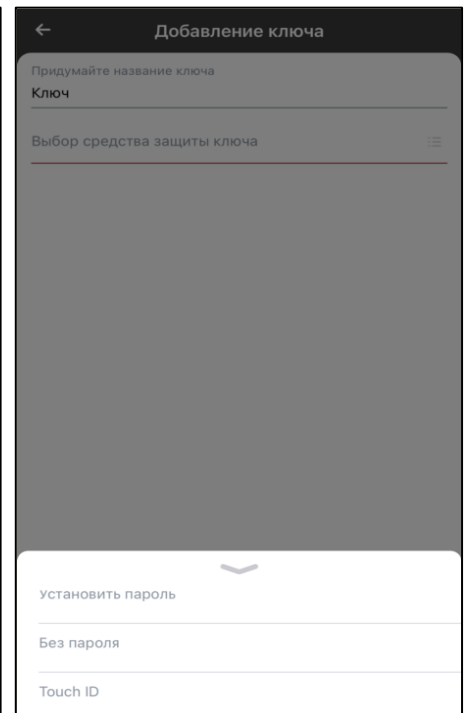 Добавление ключа
Придумайте название ключа
Ключ
Выбор средства защиты ключа
Установить пароль
Без пароля
Touch ID